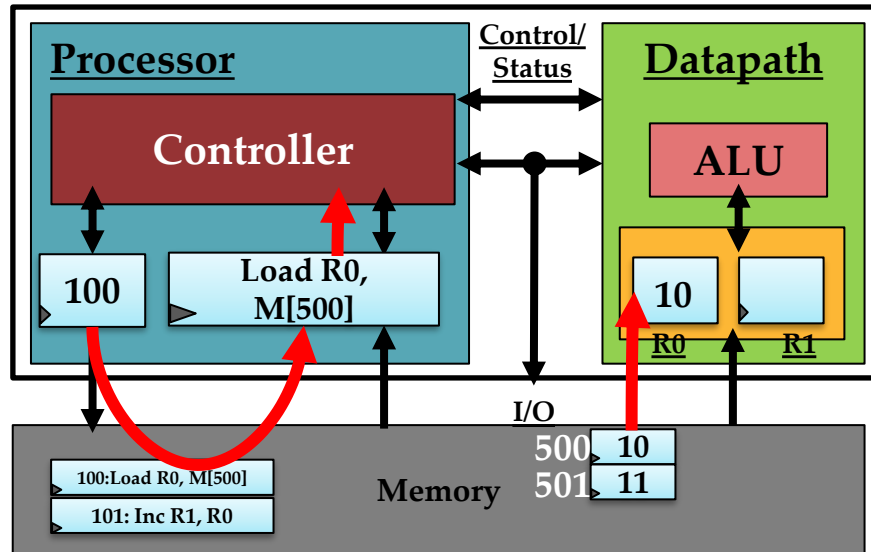 Processor
Control/
Status
Datapath
Controller
ALU
100
Load R0,
M[500]
10
R0
R1
I/O
500
10
501
11
100:Load R0, M[500]
101: Inc R1, R0
Memory